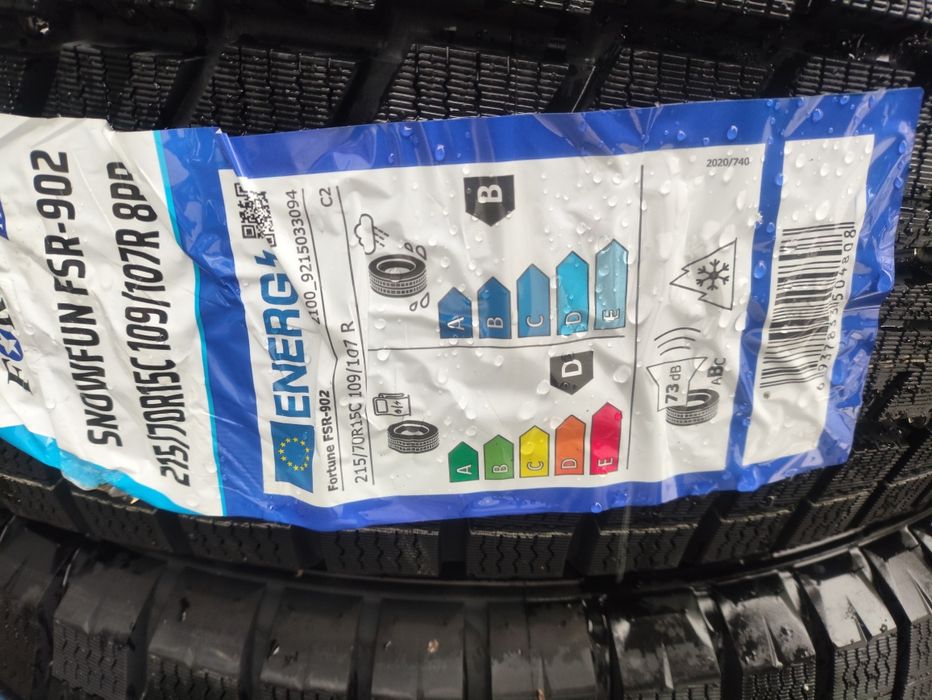 SNOWFUN FSR-902
215/70R15C 109/107R 8PR
ENERG
2100_9215033094
Fortune FSR-902
215/70R15C 109/107 R
C2
A
B
C
D
E
D
A
B
C
D
E
B
73 dB
ABC
2020/740